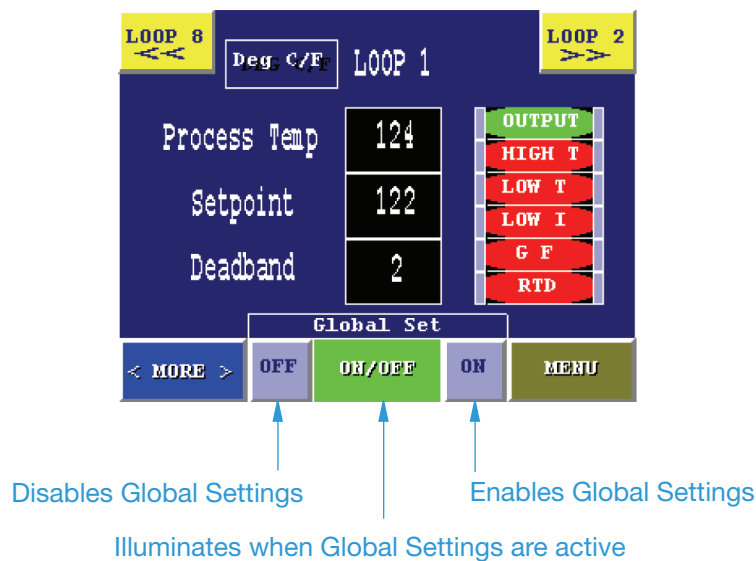 LOOP 8
<<
Deg C/F
LOOP 1
LOOP 2
>>
Process Temp
124
Setpoint
122
Deadband
2
OUTPUT
HIGH T
LOW T
LOW I
G F
RTD
Global Set
< MORE >
OFF
ON/OFF
ON
MENU
Disables Global Settings
Enables Global Settings
Illuminates when Global Settings are active